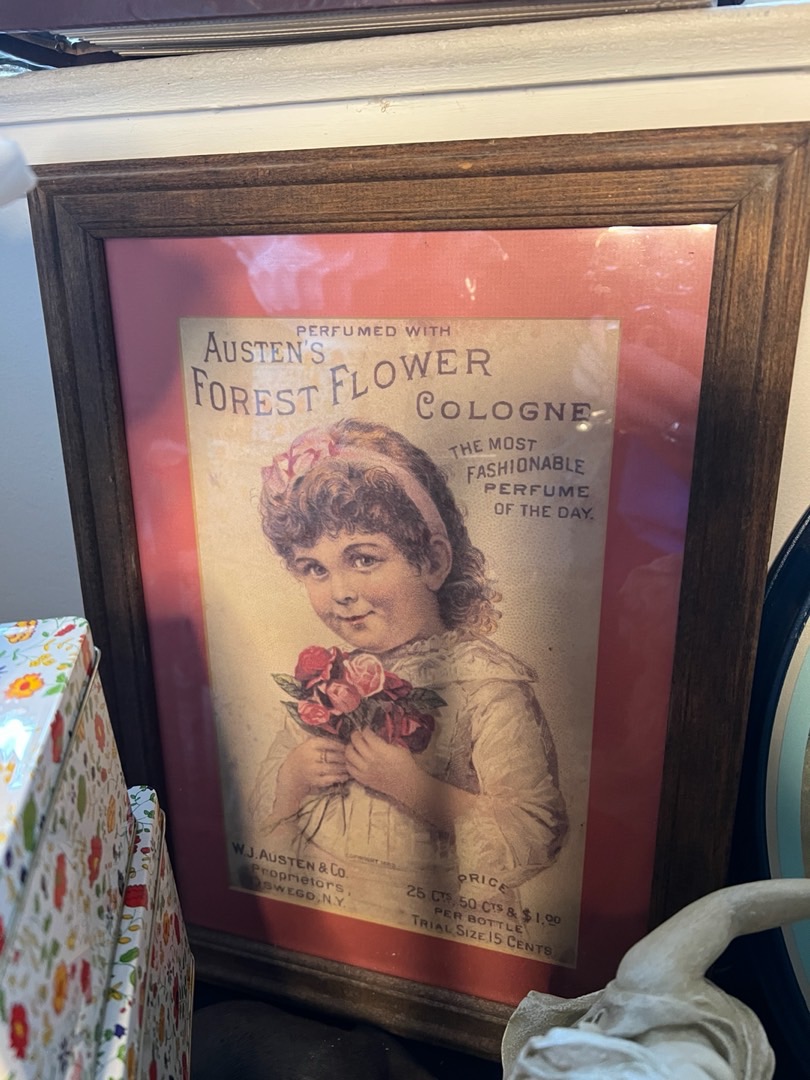 PERFUMED WITH
AUSTEN'S
FOREST FLOWER
COLOGNE
THE MOST
FASHIONABLE
PERFUME
OF THE DAY.
W.J. AUSTEN & CO.
Proprietors,
OSWEGO, N.Y.
PRICE
25 CTS, 50 CTS & $1.00
PER BOTTLE
TRIAL SIZE 15 CENTS